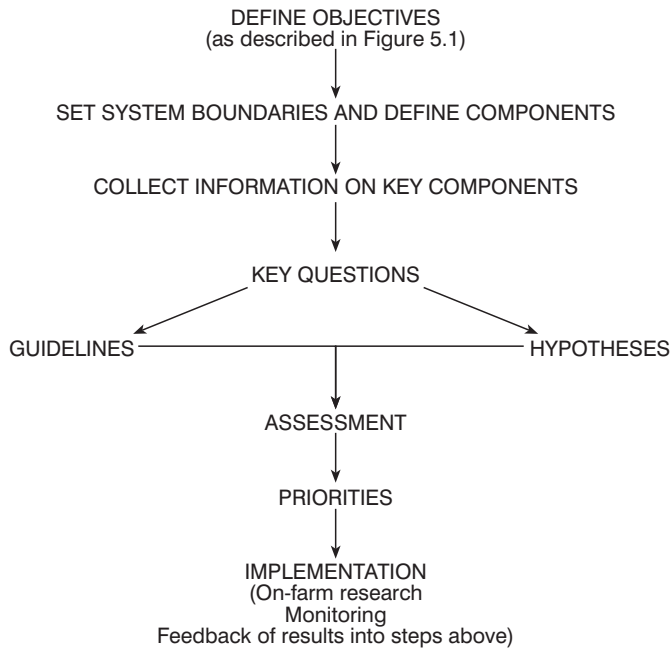 DEFINE OBJECTIVES
(as described in Figure 5.1)
SET SYSTEM BOUNDARIES AND DEFINE COMPONENTS
COLLECT INFORMATION ON KEY COMPONENTS
KEY QUESTIONS
GUIDELINES
HYPOTHESES
ASSESSMENT
PRIORITIES
IMPLEMENTATION
(On-farm research
Monitoring
Feedback of results into steps above)